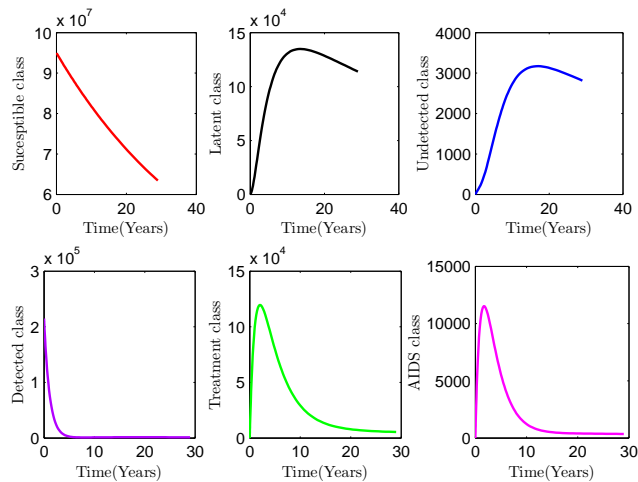 x 10^7
10
9
8
7
6
0 20 40
Time(Years)
Sucesptible class
x 10^4
15
10
5
0
0 20 40
Time(Years)
Latent class
4000
3000
2000
1000
0
0 20 40
Time(Years)
Undetected class
x 10^5
3
2
1
0
0 10 20 30
Time(Years)
Detected class
x 10^4
15
10
5
0
0 10 20 30
Time(Years)
Treatment class
15000
10000
5000
0
0 10 20 30
Time(Years)
AIDS class